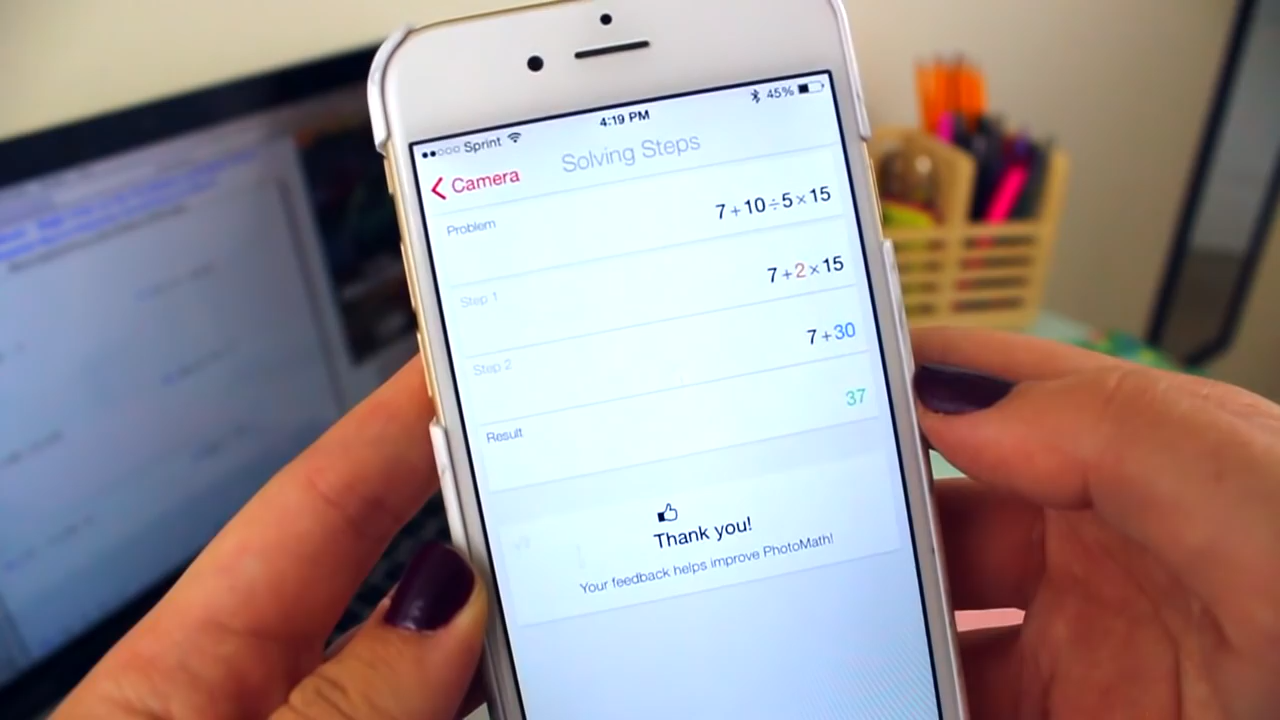 ●●○○○ Sprint 4:19 PM 45%
Camera Solving Steps
Problem 7+10÷5×15
Step 1 7+2×15
Step 2 7+30
Result 37
Thank you!
Your feedback helps improve PhotoMath!